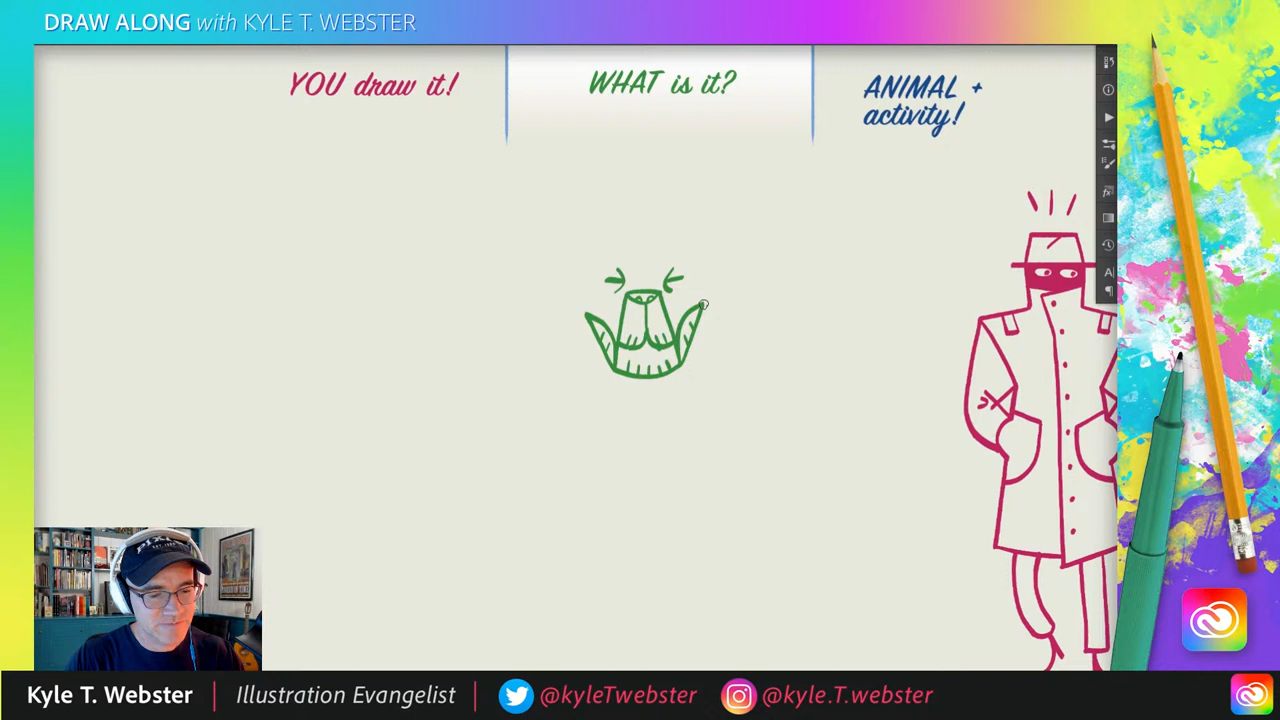 DRAW ALONG with KYLE T. WEBSTER
YOU draw it!
WHAT is it?
ANIMAL +
activity!
Kyle T. Webster | Illustration Evangelist | @kyleTwebster @kyle.T.webster